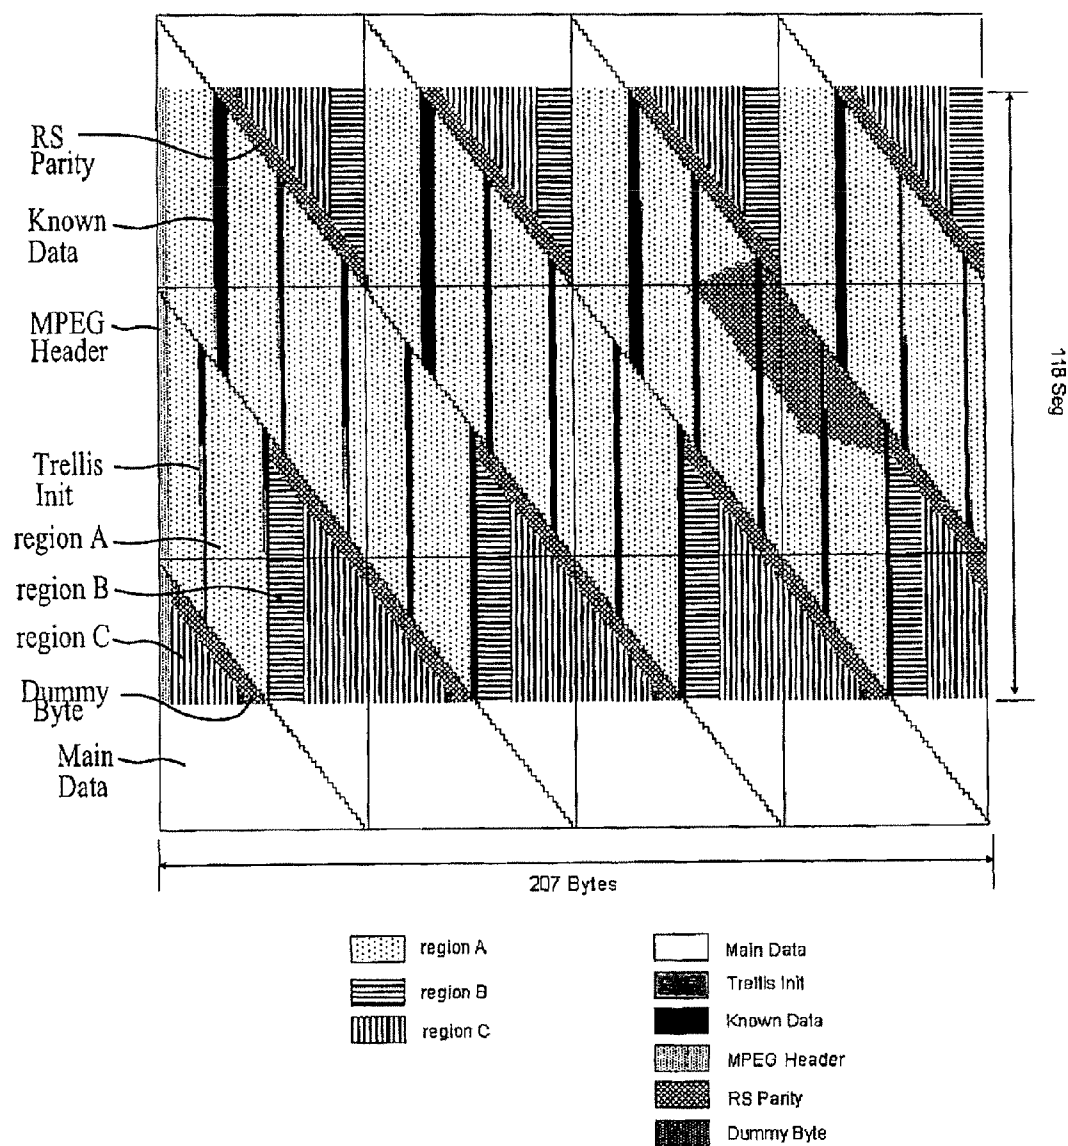 RS
Parity
Known
Data
MPEG
Header
Trellis
Init
region A
region B
region C
Dummy
Byte
Main
Data
118 Seg
207 Bytes
region A
region B
region C
Main Data
Trellis Init
Known Data
MPEG Header
RS Parity
Dummy Byte